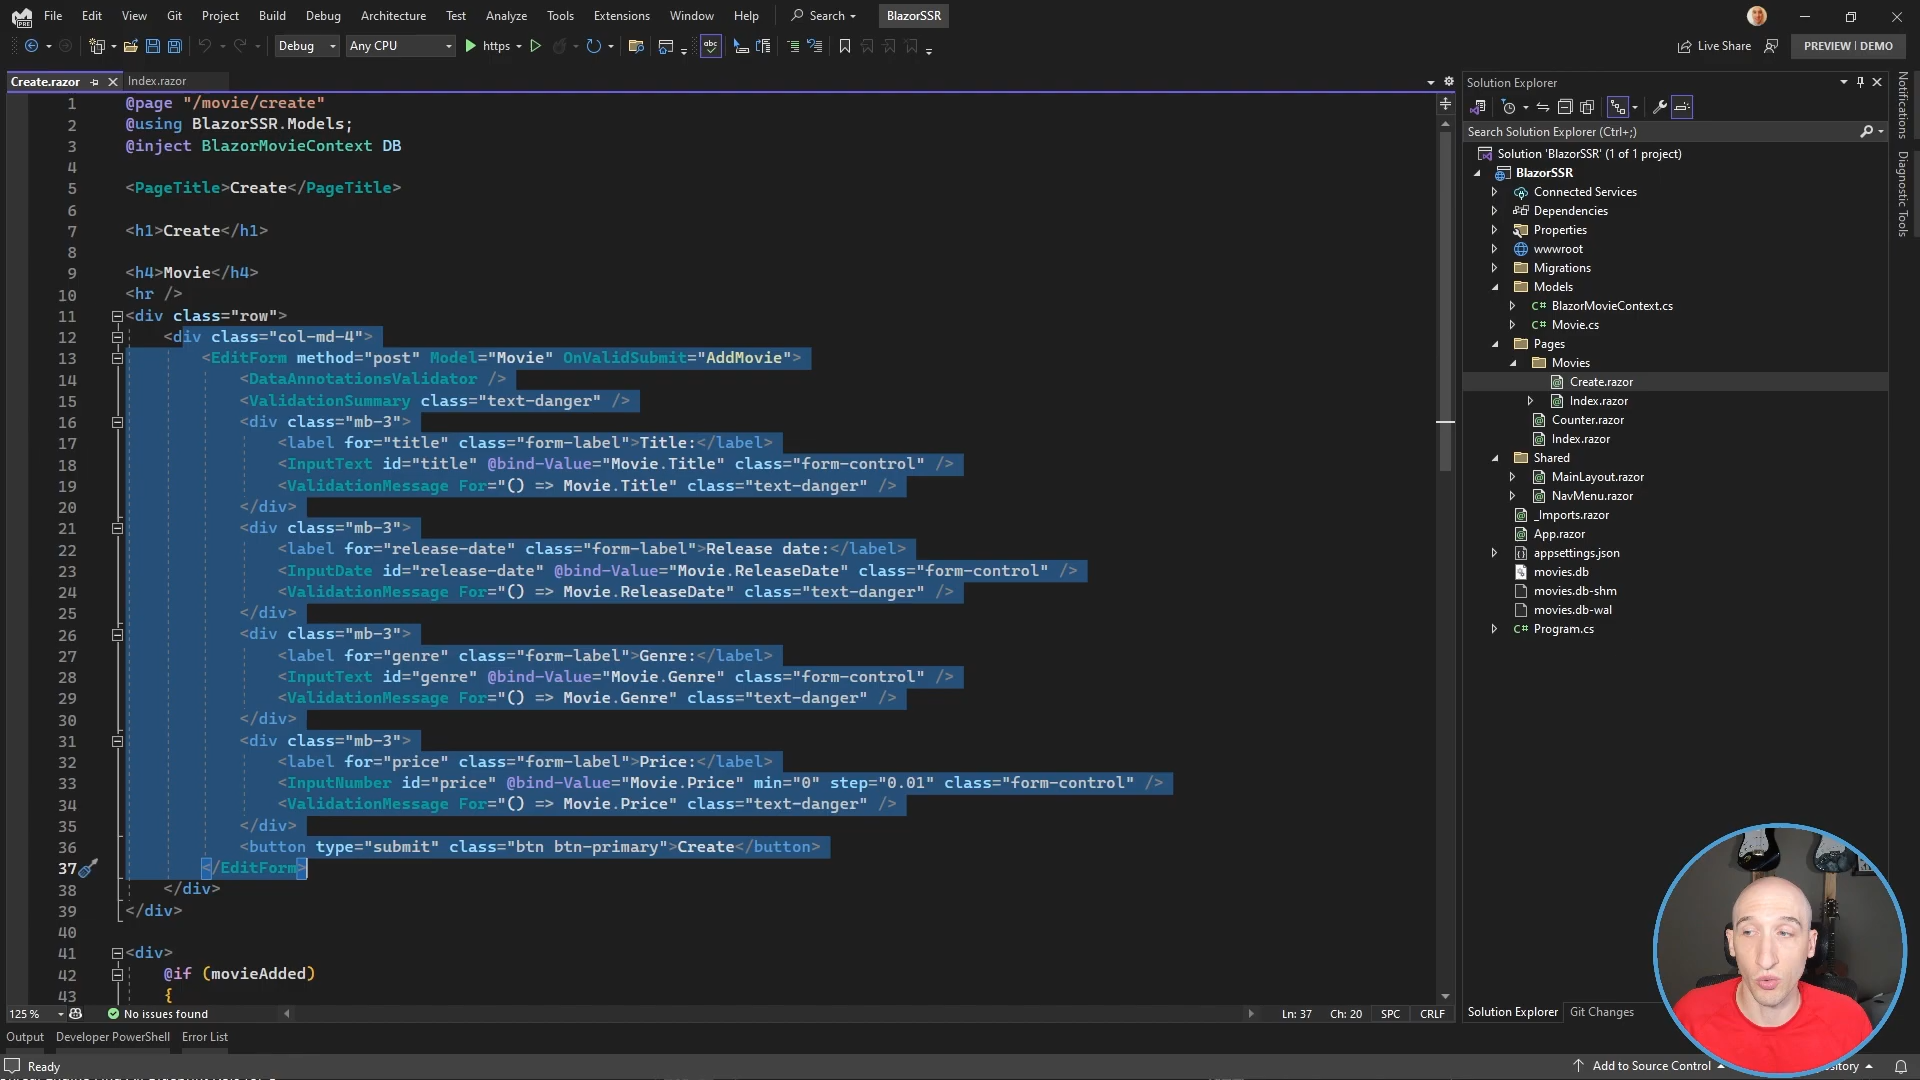 File Edit View Git Project Build Debug Architecture Test Analyze Tools Extensions Window Help Search BlazorSSR
Debug Any CPU https Live Share PREVIEW | DEMO
Create.razor Index.razor
1 @page "/movie/create"
2 @using BlazorSSR.Models;
3 @inject BlazorMovieContext DB
4
5 <PageTitle>Create</PageTitle>
6
7 <h1>Create</h1>
8
9 <h4>Movie</h4>
10 <hr />
11 <div class="row">
12 <div class="col-md-4">
13 <EditForm method="post" Model="Movie" OnValidSubmit="AddMovie">
14 <DataAnnotationsValidator />
15 <ValidationSummary class="text-danger" />
16 <div class="mb-3">
17 <label for="title" class="form-label">Title:</label>
18 <InputText id="title" @bind-Value="Movie.Title" class="form-control" />
19 <ValidationMessage For="() => Movie.Title" class="text-danger" />
20 </div>
21 <div class="mb-3">
22 <label for="release-date" class="form-label">Release date:</label>
23 <InputDate id="release-date" @bind-Value="Movie.ReleaseDate" class="form-control" />
24 <ValidationMessage For="() => Movie.ReleaseDate" class="text-danger" />
25 </div>
26 <div class="mb-3">
27 <label for="genre" class="form-label">Genre:</label>
28 <InputText id="genre" @bind-Value="Movie.Genre" class="form-control" />
29 <ValidationMessage For="() => Movie.Genre" class="text-danger" />
30 </div>
31 <div class="mb-3">
32 <label for="price" class="form-label">Price:</label>
33 <InputNumber id="price" @bind-Value="Movie.Price" min="0" step="0.01" class="form-control" />
34 <ValidationMessage For="() => Movie.Price" class="text-danger" />
35 </div>
36 <button type="submit" class="btn btn-primary">Create</button>
37 </EditForm>
38 </div>
39 </div>
40
41 <div>
42 @if (movieAdded)
43 {
125 % No issues found Ln: 37 Ch: 20 SPC CRLF
Output Developer PowerShell Error List
Ready
Solution Explorer
Search Solution Explorer (Ctrl+;)
Solution 'BlazorSSR' (1 of 1 project)
BlazorSSR
Connected Services
Dependencies
Properties
wwwroot
Migrations
Models
C# BlazorMovieContext.cs
C# Movie.cs
Pages
Movies
Create.razor
Index.razor
Counter.razor
Index.razor
Shared
MainLayout.razor
NavMenu.razor
_Imports.razor
App.razor
appsettings.json
movies.db
movies.db-shm
movies.db-wal
C# Program.cs
Solution Explorer Git Changes
Add to Source Control
Notifications
Diagnostic Tools